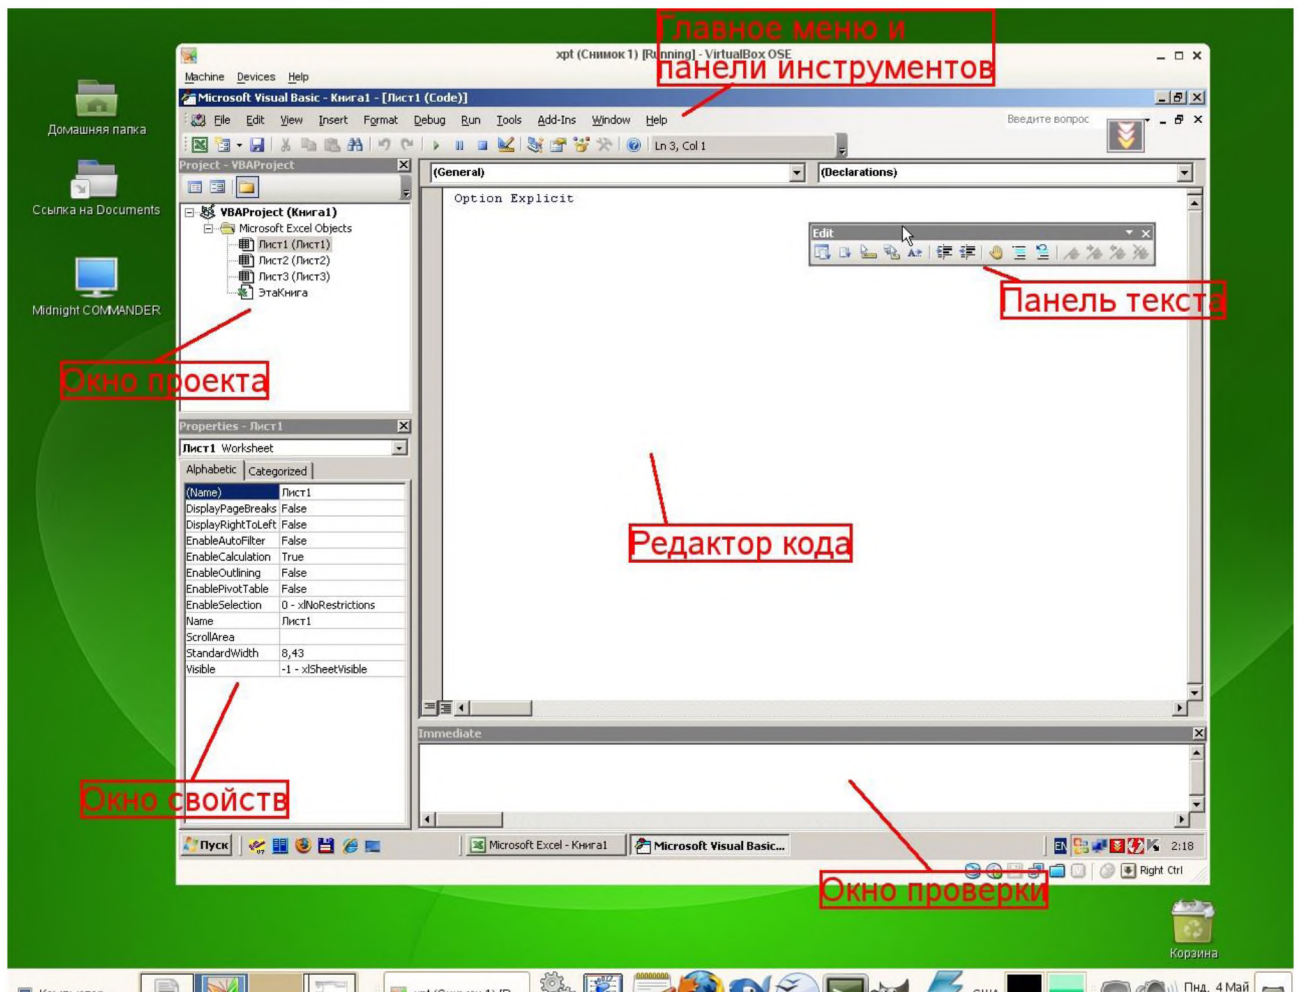 Главное меню и
панели инструментов
xpt (Снимок 1) [Running] - VirtualBox OSE
Machine Devices Help
Microsoft Visual Basic - Книга1 - [Лист1 (Code)]
File Edit View Insert Format Debug Run Tools Add-Ins Window Help
Введите вопрос
Ln 3, Col 1
Project - VBAProject
(General)
(Declarations)
Option Explicit
VBAProject (Книга1)
Microsoft Excel Objects
Лист1 (Лист1)
Лист2 (Лист2)
Лист3 (Лист3)
ЭтаКнига
Edit
Панель текста
Домашняя папка
Ссылка на Documents
Midnight COMMANDER
Окно проекта
Properties - Лист1
Лист1 Worksheet
Alphabetic Categorized
(Name) Лист1
DisplayPageBreaks False
DisplayRightToLeft False
EnableAutoFilter False
EnableCalculation True
EnableOutlining False
EnablePivotTable False
EnableSelection 0 - xlNoRestrictions
Name Лист1
ScrollArea
StandardWidth 8,43
Visible -1 - xlSheetVisible
Редактор кода
Окно свойств
Immediate
Окно проверки
Пуск
Microsoft Excel - Книга1
Microsoft Visual Basic...
EN
2:18
Right Ctrl
Корзина
Пнд, 4 Май